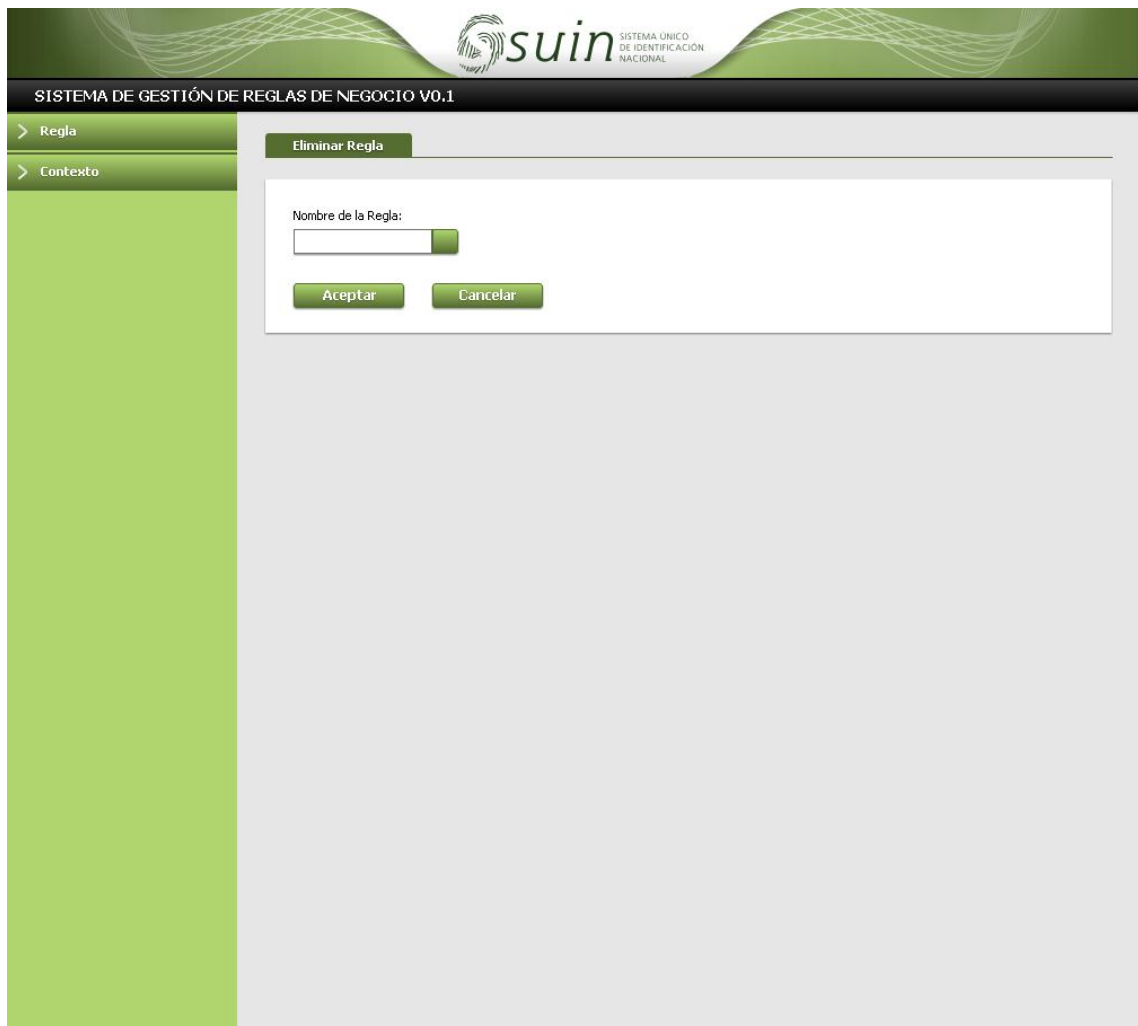 suin
SISTEMA ÚNICO
DE IDENTIFICACIÓN
NACIONAL
SISTEMA DE GESTIÓN DE REGLAS DE NEGOCIO V0.1
Regla
Contexto
Eliminar Regla
Nombre de la Regla:
Aceptar
Cancelar